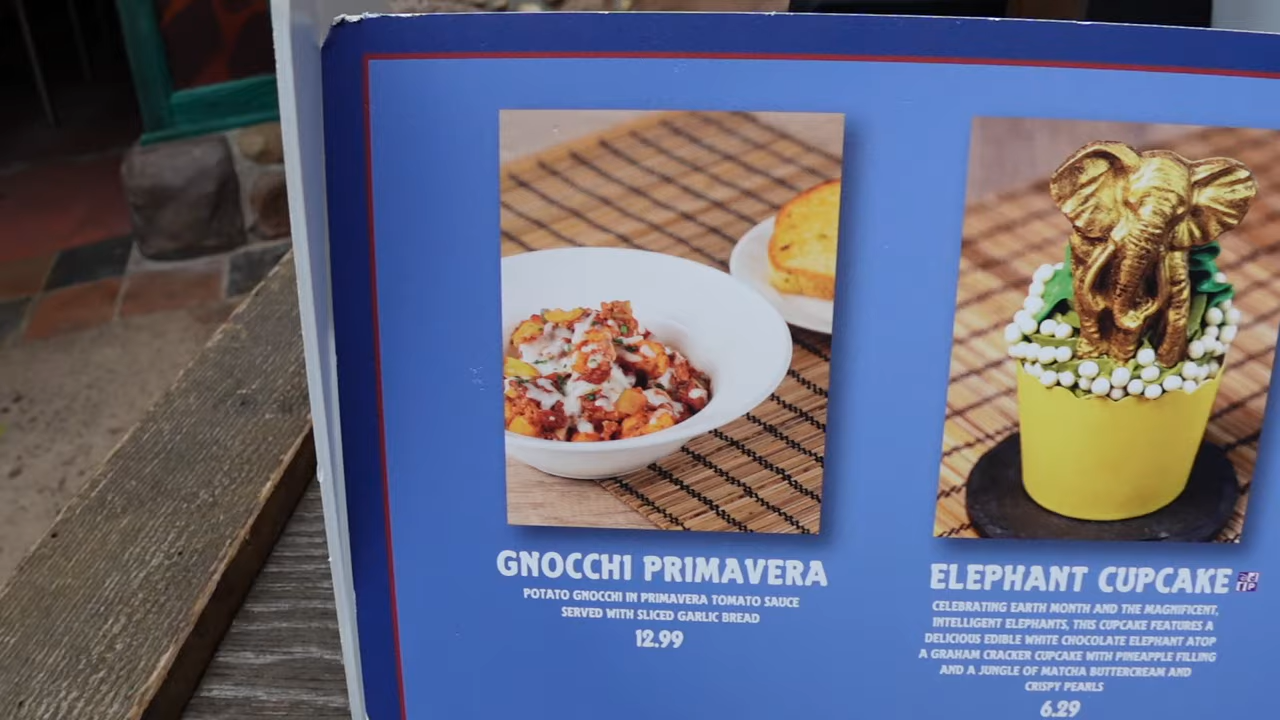 GNOCCHI PRIMAVERA
POTATO GNOCCHI IN PRIMAVERA TOMATO SAUCE
SERVED WITH SLICED GARLIC BREAD
12.99
ELEPHANT CUPCAKE
CELEBRATING EARTH MONTH AND THE MAGNIFICENT,
INTELLIGENT ELEPHANTS, THIS CUPCAKE FEATURES A
DELICIOUS EDIBLE WHITE CHOCOLATE ELEPHANT ATOP
A GRAHAM CRACKER CUPCAKE WITH PINEAPPLE FILLING
AND A JUNGLE OF MATCHA BUTTERCREAM AND
CRISPY PEARLS
6.29